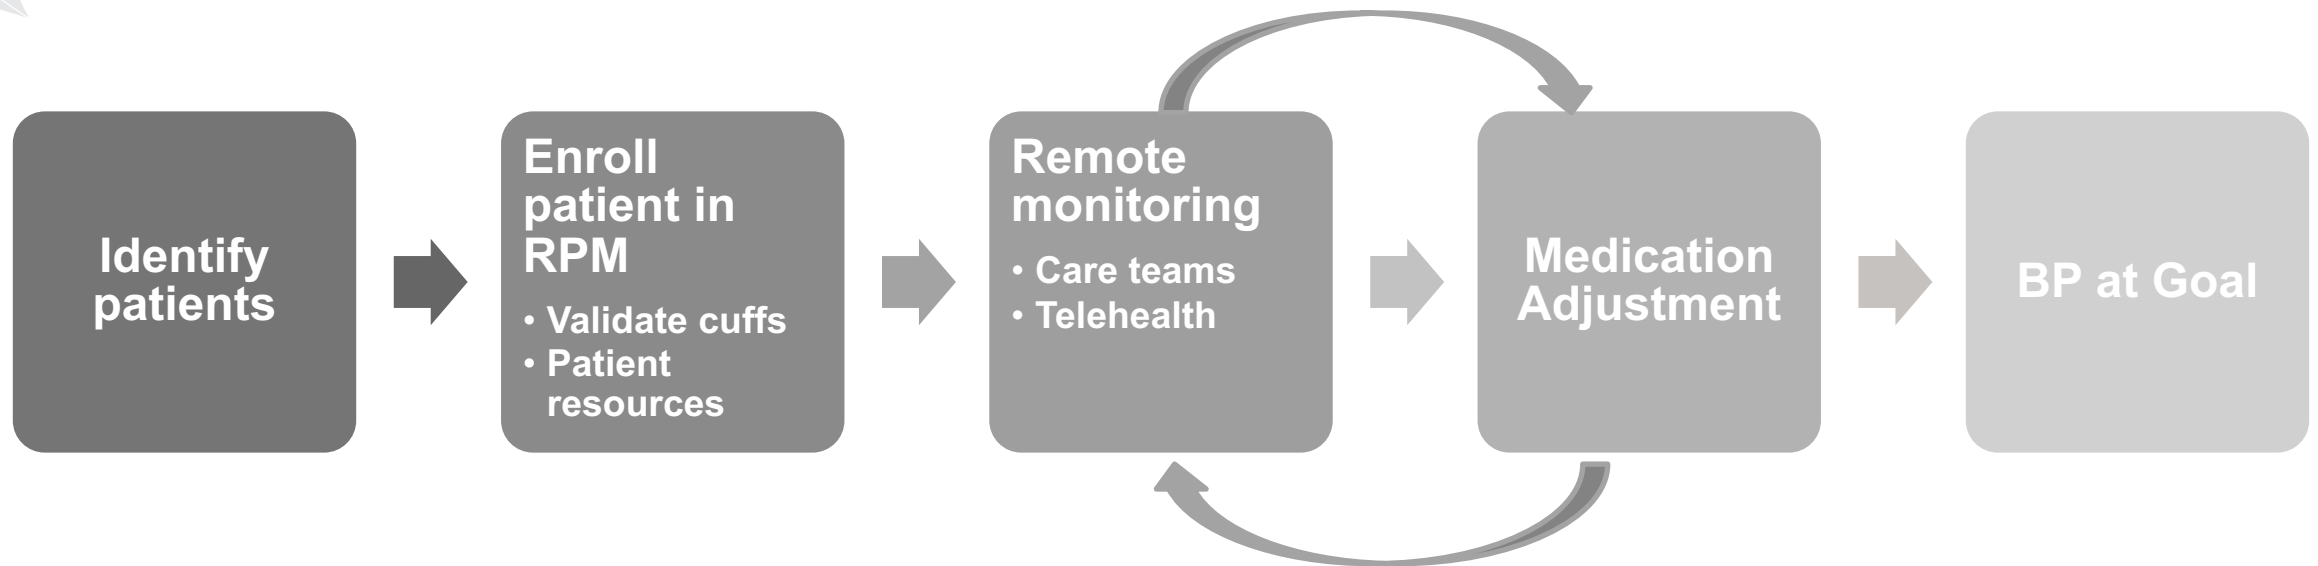 Identify
patients
Enroll
patient in
RPM
• Validate cuffs
• Patient
resources
Remote
monitoring
• Care teams
• Telehealth
Medication
Adjustment
BP at Goal